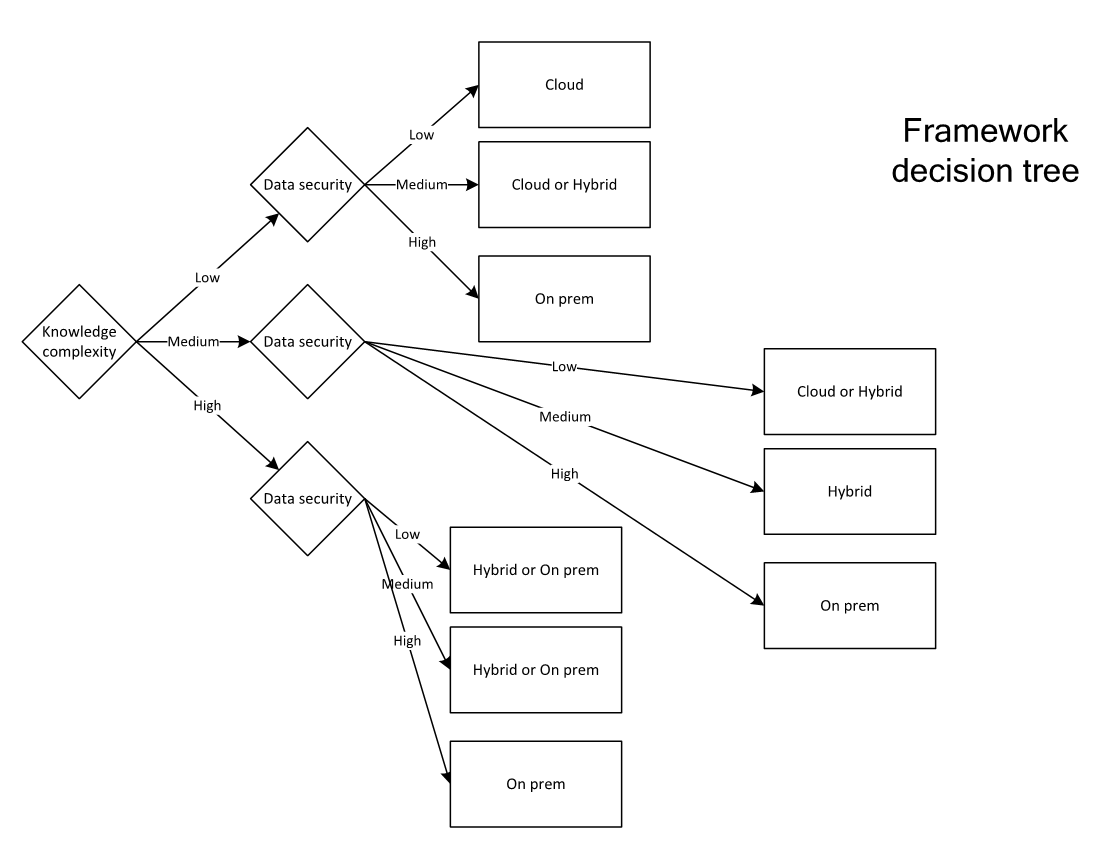 Framework
decision tree
Knowledge
complexity
Low
Medium
High
Data security
Low
Medium
High
Cloud
Cloud or Hybrid
On prem
Data security
Low
Medium
High
Cloud or Hybrid
Hybrid
On prem
Data security
Low
Medium
High
Hybrid or On prem
Hybrid or On prem
On prem